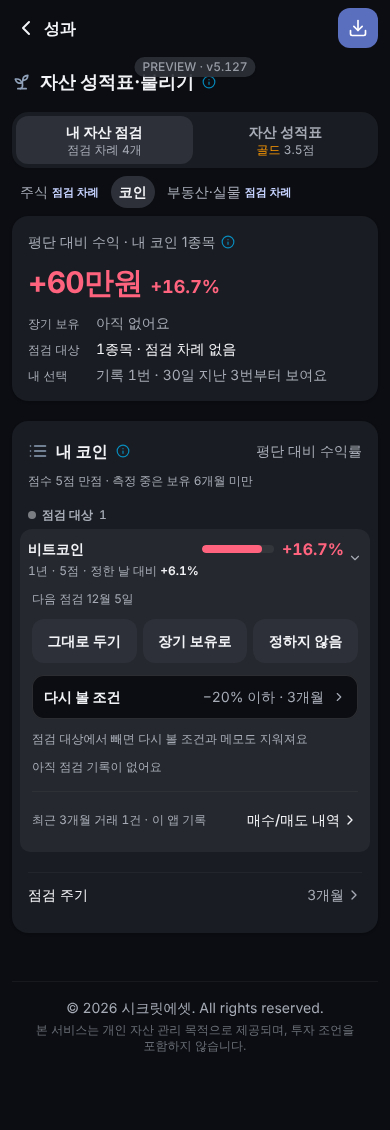 성과
PREVIEW · v5.127
자산 성적표·불리기
내 자산 점검
점검 차례 4개
자산 성적표
골드 3.5점
주식 점검 차례
코인
부동산·실물 점검 차례
평단 대비 수익 · 내 코인 1종목
+60만원 +16.7%
장기 보유 아직 없어요
점검 대상 1종목 · 점검 차례 없음
내 선택 기록 1번 · 30일 지난 3번부터 보여요
내 코인
평단 대비 수익률
점수 5점 만점 · 측정 중은 보유 6개월 미만
점검 대상 1
비트코인
+16.7%
1년 · 5점 · 정한 날 대비 +6.1%
다음 점검 12월 5일
그대로 두기
장기 보유로
정하지 않음
다시 볼 조건
−20% 이하 · 3개월
점검 대상에서 빼면 다시 볼 조건과 메모도 지워져요
아직 점검 기록이 없어요
최근 3개월 거래 1건 · 이 앱 기록
매수/매도 내역
점검 주기
3개월
© 2026 시크릿에셋. All rights reserved.
본 서비스는 개인 자산 관리 목적으로 제공되며, 투자 조언을
포함하지 않습니다.